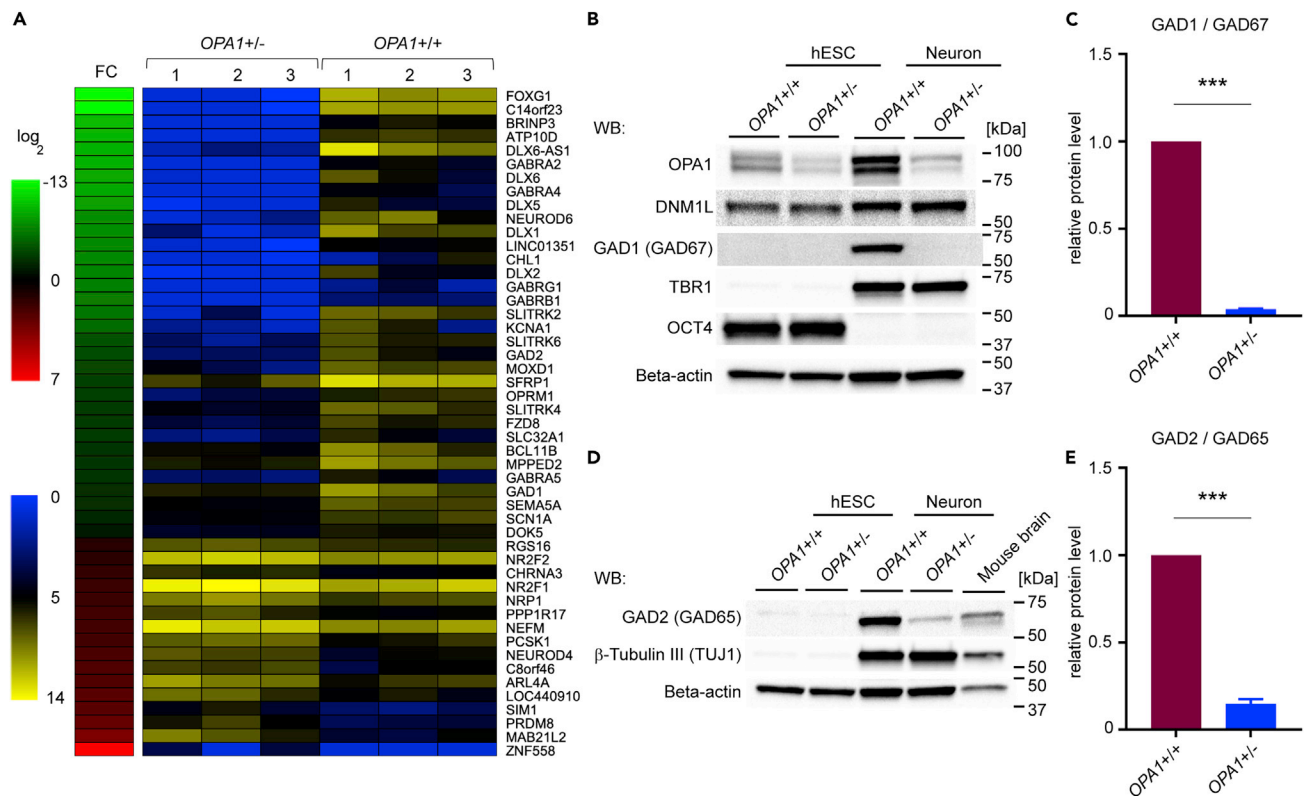 A
OPA1+/- OPA1+/+
FC 1 2 3 1 2 3
log
2
-13
0
7
0
5
14
FOXG1
C14orf23
BRINP3
ATP10D
DLX6-AS1
GABRA2
DLX6
GABRA4
DLX5
NEUROD6
DLX1
LINC01351
CHL1
DLX2
GABRG1
GABRB1
SLITRK2
KCNA1
SLITRK6
GAD2
MOXD1
SFRP1
OPRM1
SLITRK4
FZD8
SLC32A1
BCL11B
MPPED2
GABRA5
GAD1
SEMA5A
SCN1A
DOK5
RGS16
NR2F2
CHRNA3
NR2F1
NRP1
PPP1R17
NEFM
PCSK1
NEUROD4
C8orf46
ARL4A
LOC440910
SIM1
PRDM8
MAB21L2
ZNF558
B
hESC Neuron
OPA1+/+ OPA1+/- OPA1+/+ OPA1+/-
WB: [kDa]
OPA1 100
75
DNM1L
50
GAD1 (GAD67) 75
50
TBR1 75
OCT4 50
37
Beta-actin 50
37
C
GAD1 / GAD67
relative protein level
1.5
1.0
0.5
0
***
OPA1+/+ OPA1+/-
D
hESC Neuron
OPA1+/+ OPA1+/- OPA1+/+ OPA1+/- Mouse brain
WB: [kDa]
GAD2 (GAD65) 75
50
β-Tubulin III (TUJ1)
50
Beta-actin 50
37
E
GAD2 / GAD65
relative protein level
1.5
1.0
0.5
0
***
OPA1+/+ OPA1+/-